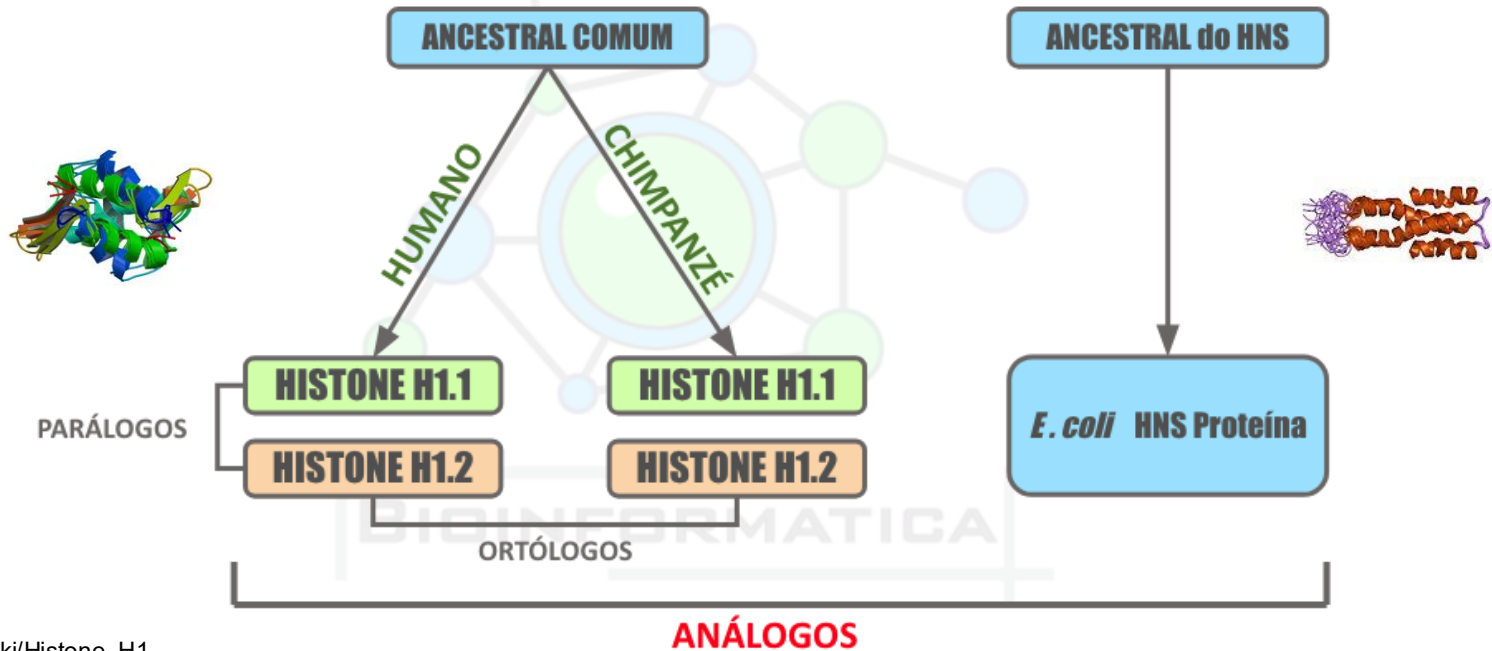 ANCESTRAL COMUM
ANCESTRAL do HNS
HUMANO
CHIMPANZÉ
HISTONE H1.1
HISTONE H1.1
PARÁLOGOS
E. coli HNS Proteína
HISTONE H1.2
HISTONE H1.2
BIOINFORMATICA
ORTÓLOGOS
ANÁLOGOS
ki/Histone_H1